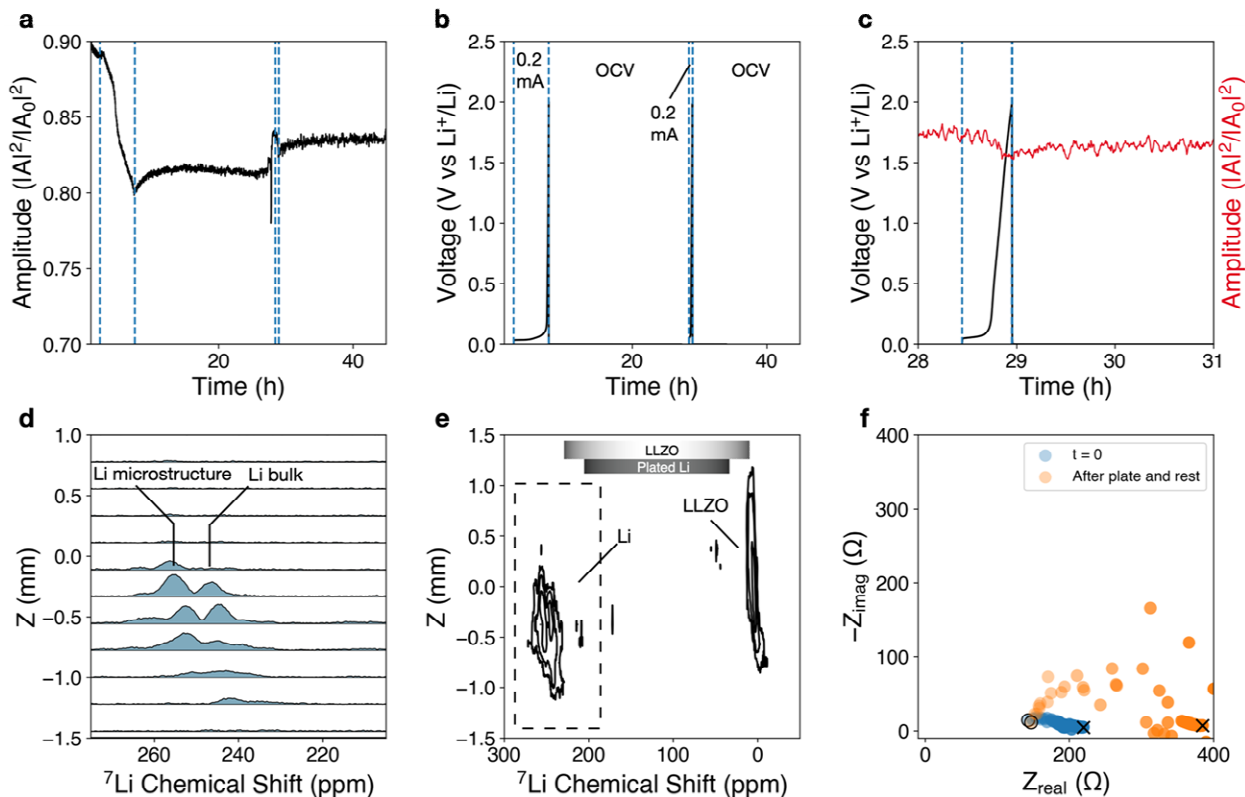 a
0.90
0.85
0.80
0.75
0.70
Amplitude (|A|²/|A₀|²)
0
20
40
Time (h)
b
2.5
2.0
1.5
1.0
0.5
0.0
Voltage (V vs Li⁺/Li)
0.2
mA
OCV
0.2
mA
OCV
0
20
40
Time (h)
c
2.5
2.0
1.5
1.0
0.5
0.0
Voltage (V vs Li⁺/Li)
Amplitude (|A|²/|A₀|²)
28
29
30
31
Time (h)
d
1.0
0.5
0.0
−0.5
−1.0
−1.5
Z (mm)
Li microstructure
Li bulk
260
240
220
⁷Li Chemical Shift (ppm)
e
1.5
1.0
0.5
0.0
−0.5
−1.0
−1.5
Z (mm)
LLZO
Plated Li
LLZO
Li
300
200
100
0
⁷Li Chemical Shift (ppm)
f
400
300
200
100
0
−Zimag (Ω)
t = 0
After plate and rest
0
200
400
Zreal (Ω)